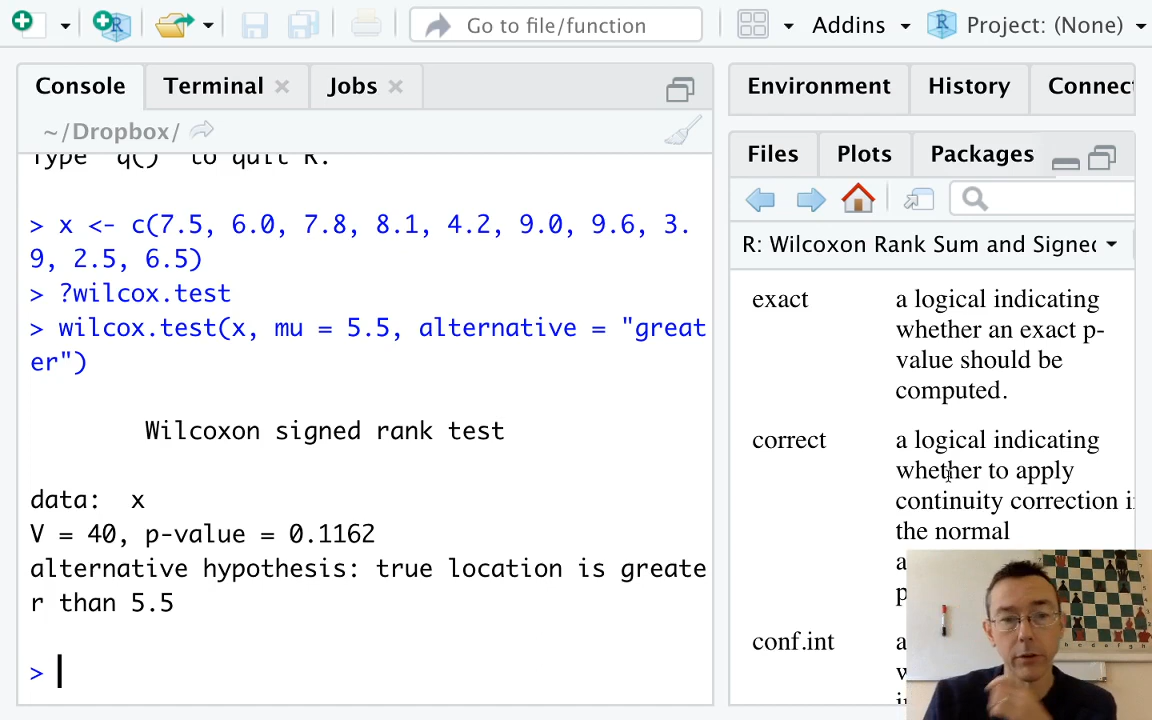 Go to file/function
Addins
Project: (None)
Console
Terminal
Jobs
~/Dropbox/
Type 'q()' to quit R.
> x <- c(7.5, 6.0, 7.8, 8.1, 4.2, 9.0, 9.6, 3.
9, 2.5, 6.5)
> ?wilcox.test
> wilcox.test(x, mu = 5.5, alternative = "great
er")
Wilcoxon signed rank test
data:  x
V = 40, p-value = 0.1162
alternative hypothesis: true location is greate
r than 5.5
>
Environment
History
Connec
Files
Plots
Packages
R: Wilcoxon Rank Sum and Signed
exact
a logical indicating
whether an exact p-
value should be
computed.
correct
a logical indicating
whether to apply
continuity correction i
the normal
a
p
conf.int
a
w